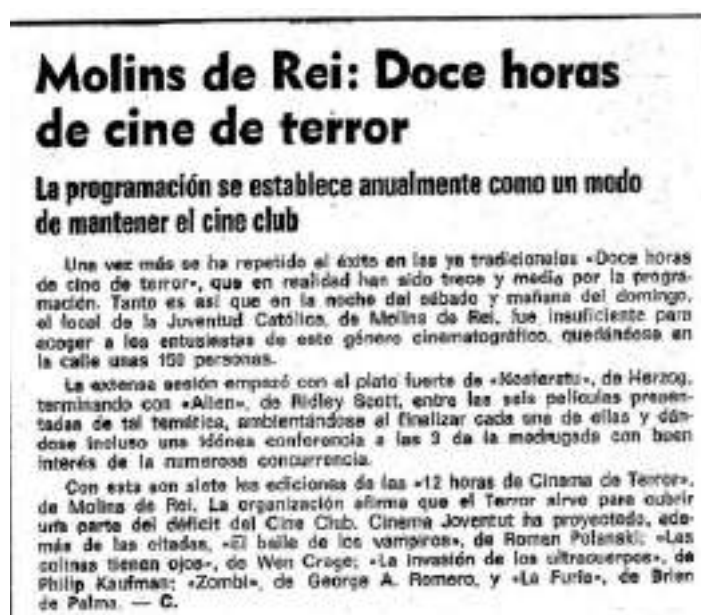 Molins de Rei: Doce horas
de cine de terror
La programación se establece anualmente como un modo
de mantener el cine club
Una vez más se ha repetido el éxito en las ya tradicionales «Doce horas
de cine de terror», que en realidad han sido trece y media por la progra-
mación. Tanto es así que en la noche del sábado y mañana del domingo,
el local de la Juventud Católica, de Molins de Rei, fue insuficiente para
acoger a los entusiastas de este género cinematográfico, quedándose en
la calle unas 150 personas.
La extensa sesión empezó con el plato fuerte de «Nosferatu», de Herzog,
terminando con «Alien», de Ridley Scott, entre las seis películas presen-
tadas de tal temática, ambientándose al finalizar cada una de ellas y dán-
dose incluso una idónea conferencia a las 3 de la madrugada con buen
interés de la numerosa concurrencia.
Con esta son siete las ediciones de las «12 horas de Cinema de Terror»,
de Molins de Rei. La organización afirma que el Terror sirve para cubrir
una parte del déficit del Cine Club. Cinema Joventut ha proyectado, ade-
más de las citadas, «El baile de los vampiros», de Roman Polanski; «Las
colinas tienen ojos», de Wen Crage; «La invasión de los ultracuerpos», de
Philip Kaufman; «Zombi», de George A. Romero, y «La Furia», de Brien
de Palma. — C.